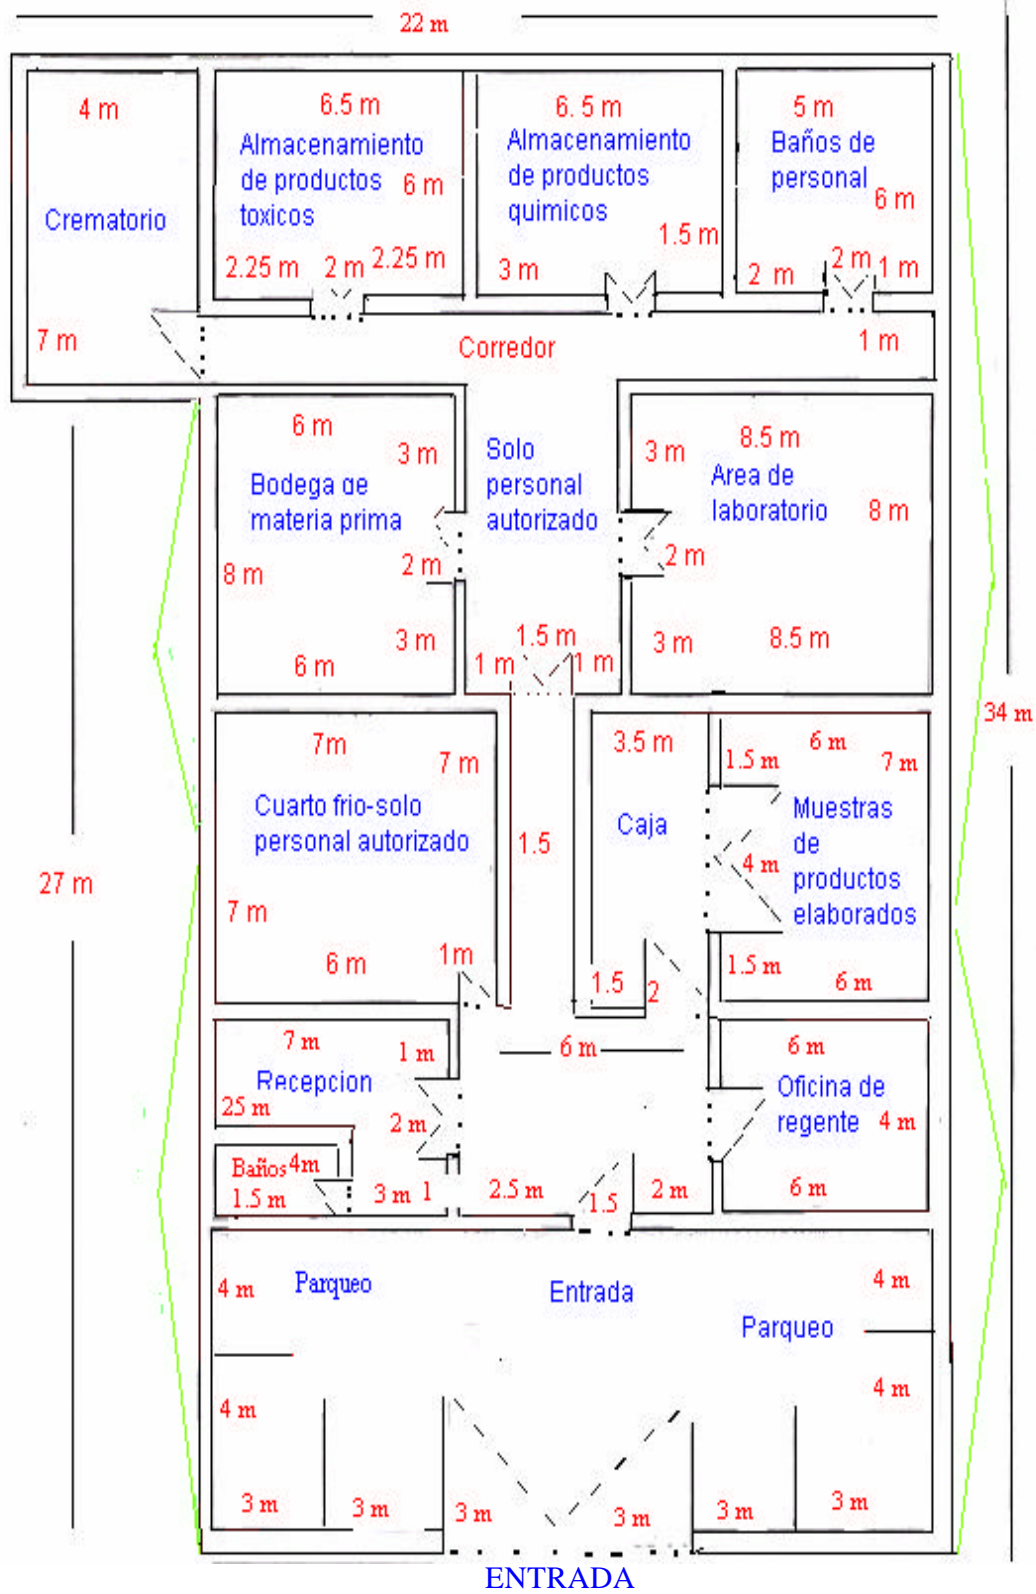 22 m
4 m
6.5 m
6. 5 m
5 m
Almacenamiento
de productos
toxicos
6 m
Almacenamiento
de productos
quimicos
Baños de
personal
6 m
Crematorio
1.5 m
2.25 m
2 m
2.25 m
3 m
2 m
2 m
1 m
7 m
Corredor
1 m
6 m
3 m
Bodega de
materia prima
2 m
8 m
3 m
6 m
Solo
personal
autorizado
1.5 m
1 m
1 m
3 m
8.5 m
Area de
laboratorio
8 m
2 m
3 m
8.5 m
34 m
7m
7 m
Cuarto frio-solo
personal autorizado
7 m
6 m
1m
1.5
3.5 m
Caja
1.5
2
6 m
1.5 m
7 m
Muestras
de
productos
elaborados
4 m
1.5 m
6 m
27 m
7 m
1 m
Recepcion
25 m
2 m
Baños
4m
1.5 m
3 m
1
6 m
2.5 m
1.5
2 m
6 m
Oficina de
regente
4 m
6 m
4 m
Parqueo
Entrada
Parqueo
4 m
4 m
4 m
3 m
3 m
3 m
3 m
3 m
3 m
ENTRADA